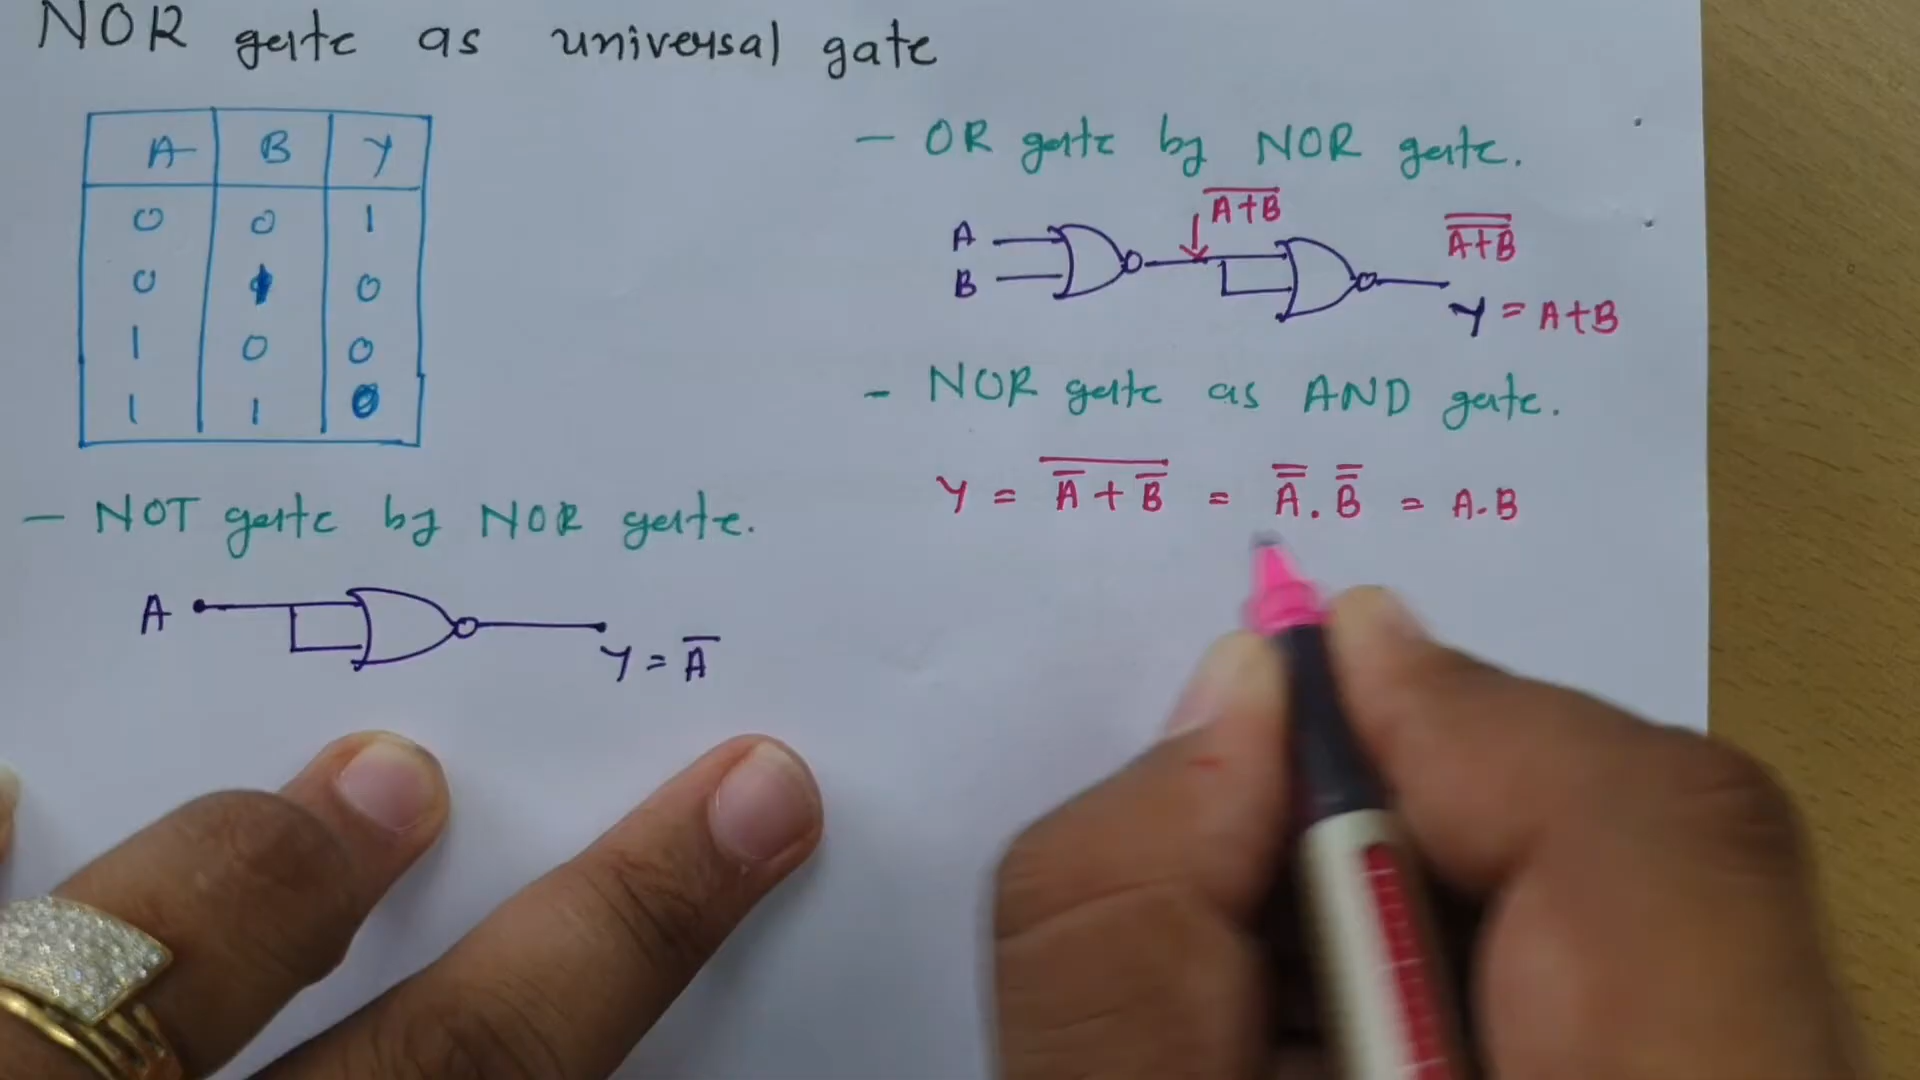 NOR gate as universal gate
A B Y
0 0 1
0 1 0
1 0 0
1 1 0
- NOT gate by NOR gate.
A
Y = A̅
- OR gate by NOR gate.
A̅+̅B̅
A
B
A̿+̿B̿
Y = A+B
- NOR gate as AND gate.
Y = \overline{A̅ + B̅} = A̿ . B̿ = A.B